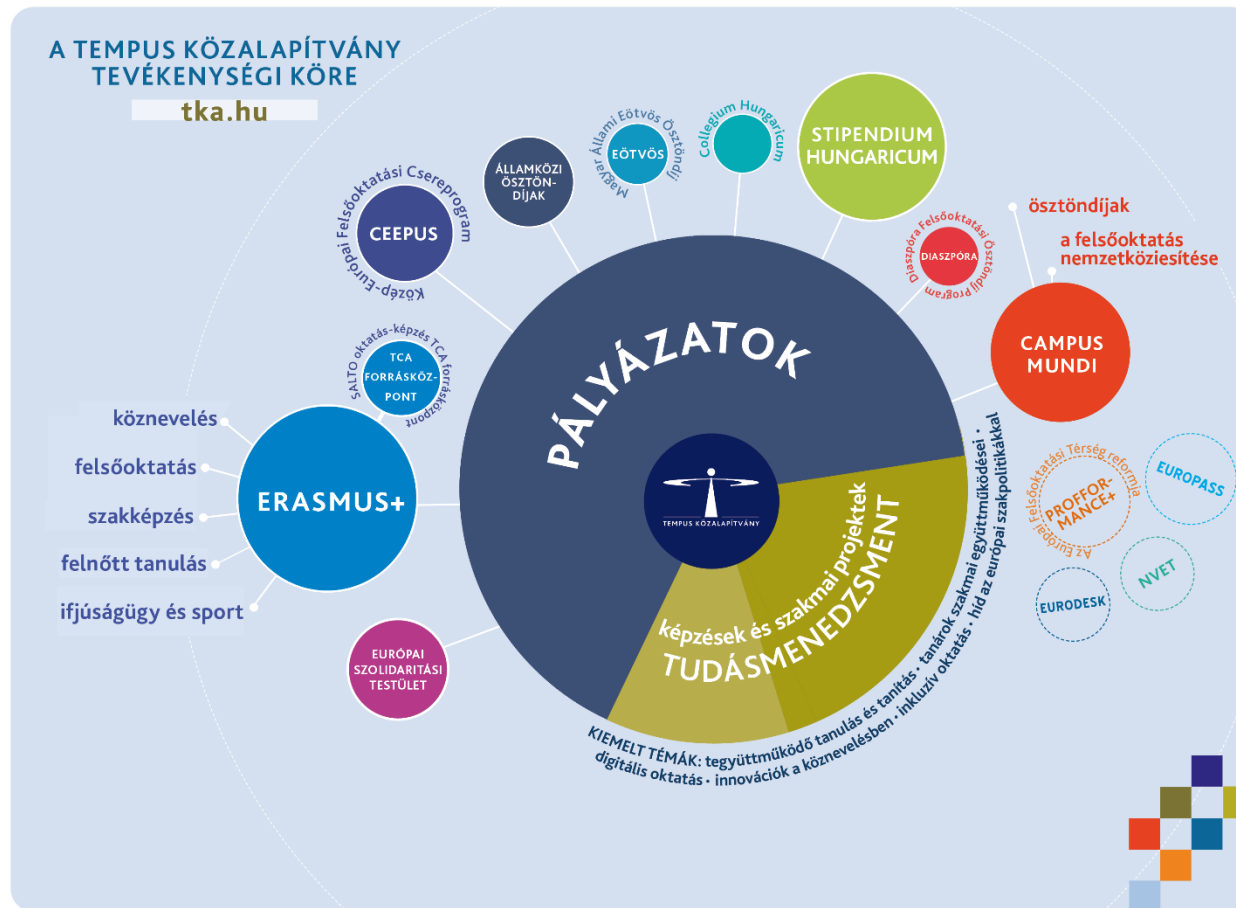 A TEMPUS KÖZALAPÍTVÁNY
TEVÉKENYSÉGI KÖRE
tka.hu
Közép-Európai Felsőoktatási Csereprogram
CEEPUS
ÁLLAMKÖZI
ÖSZTÖN-
DÍJAK
Magyar Állami Eötvös Ösztöndíj
EÖTVÖS
Collegium Hungaricum
STIPENDIUM
HUNGARICUM
Diaszpóra Felsőoktatási Ösztöndíj Program
DIASZPÓRA
ösztöndíjak
a felsőoktatás
nemzetköziesítése
CAMPUS
MUNDI
SALTO oktatás-képzés TCA forrásközpont
TCA
FORRÁSKÖZ-
PONT
köznevelés
felsőoktatás
szakképzés
felnőtt tanulás
ifjúságügy és sport
ERASMUS+
EURÓPAI
SZOLIDARITÁSI
TESTÜLET
PÁLYÁZATOK
TEMPUS KÖZALAPÍTVÁNY
képzések és szakmai projektek
TUDÁSMENEDZSMENT
KIEMELT TÉMÁK: tegyüttműködő tanulás és tanítás · tanárok szakmai együttműködései ·
digitális oktatás · innovációk a köznevelésben · inkluzív oktatás · híd az európai szakpolitikákkal
Az Európai Felsőoktatási Térség reformja
PROFFOR-
MANCE+
EUROPASS
NVET
EURODESK